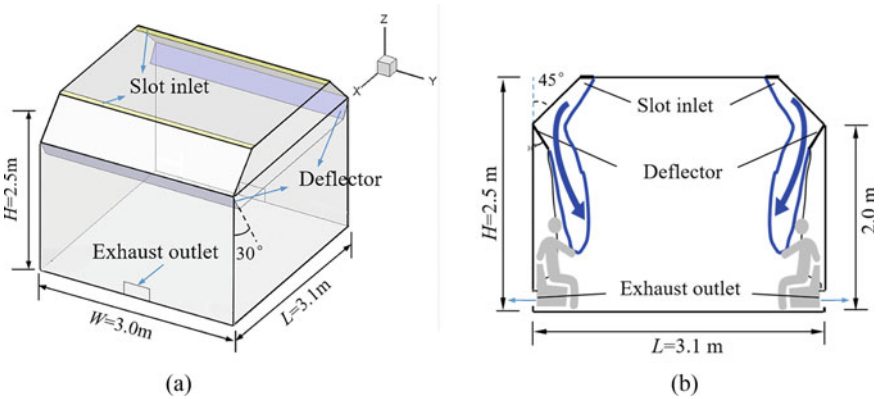 Z
Y
X
Slot inlet
H=2.5m
Deflector
30°
Exhaust outlet
W=3.0m
L=3.1m
(a)
45°
Slot inlet
Deflector
H=2.5 m
2.0 m
Exhaust outlet
L=3.1 m
(b)